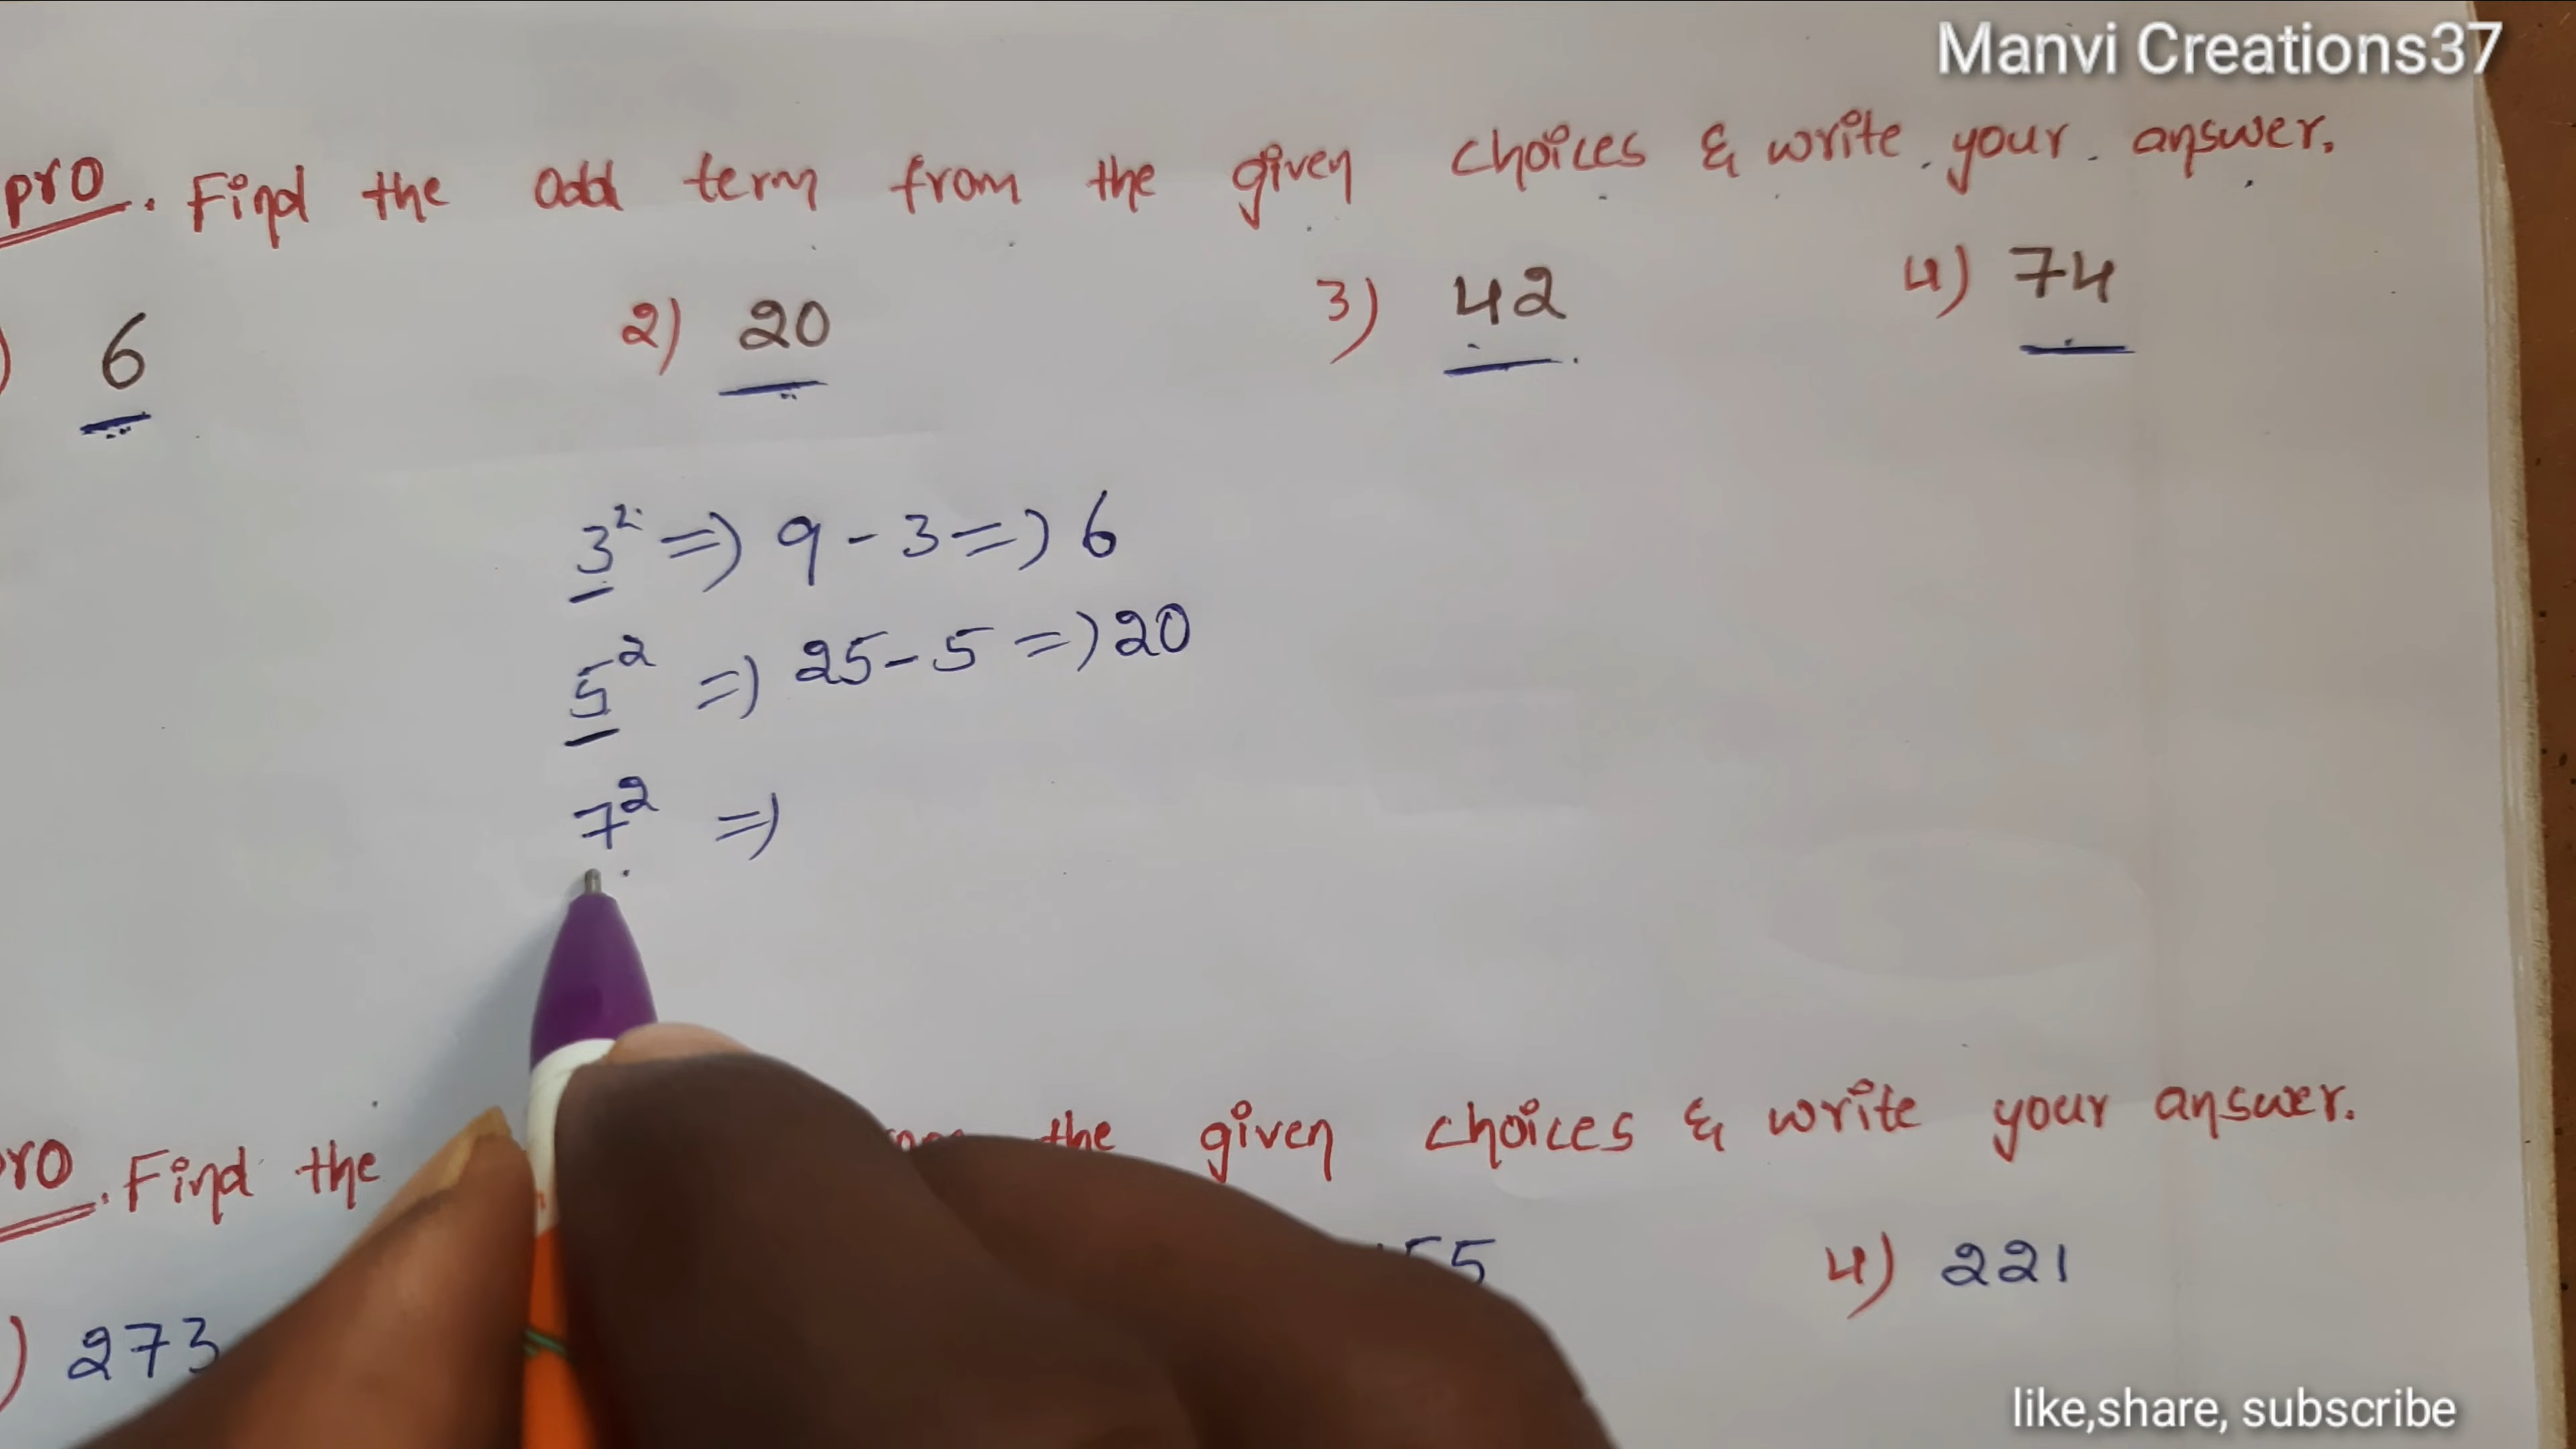 Manvi Creations37
pro. Find the odd term from the given choices & write your answer.
) 6 2) 20 3) 42 4) 74
3² => 9 - 3 => 6
5² => 25 - 5 => 20
7² =>
ro. Find the the given choices & write your answer.
) 273 55 4) 221
like,share, subscribe